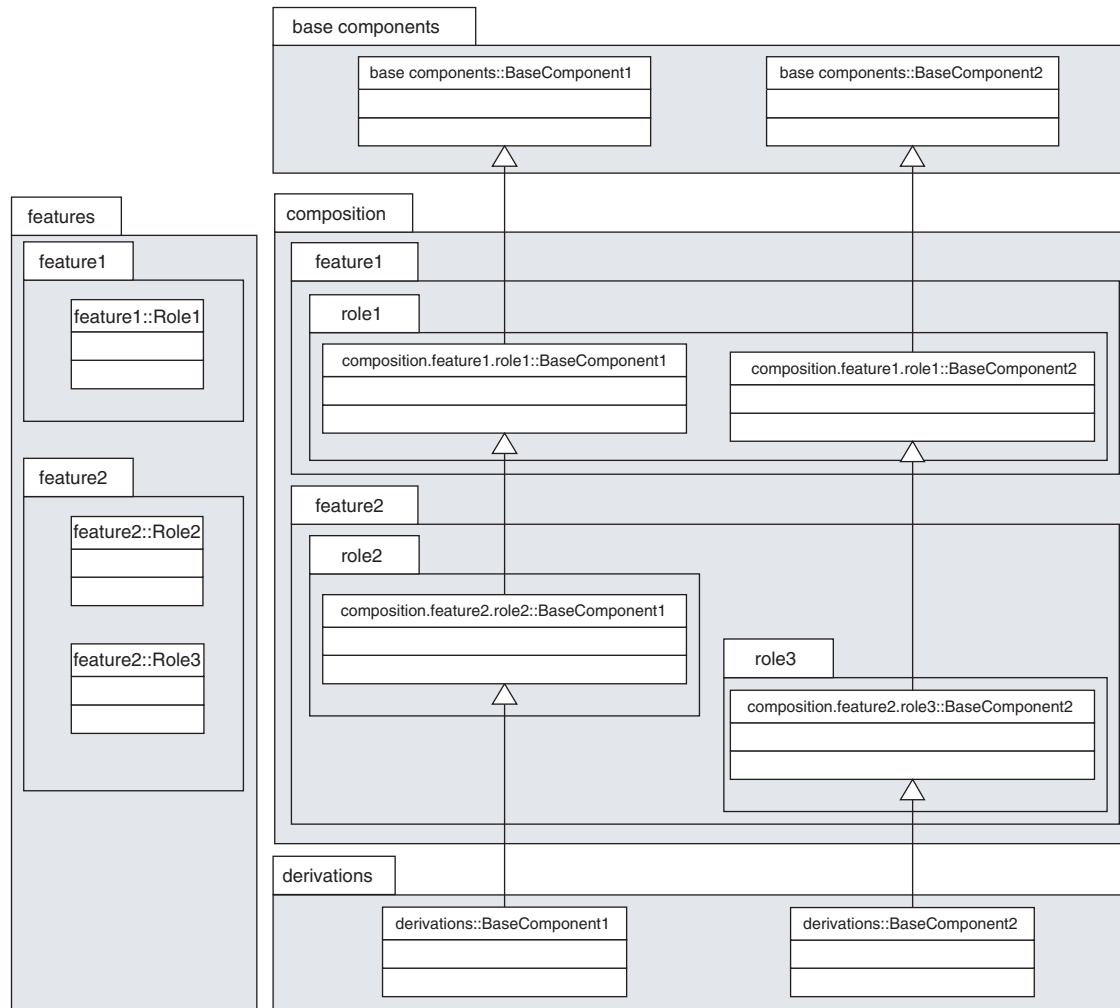 base components
base components::BaseComponent1
base components::BaseComponent2
features
feature1
feature1::Role1
feature2
feature2::Role2
feature2::Role3
composition
feature1
role1
composition.feature1.role1::BaseComponent1
composition.feature1.role1::BaseComponent2
feature2
role2
composition.feature2.role2::BaseComponent1
role3
composition.feature2.role3::BaseComponent2
derivations
derivations::BaseComponent1
derivations::BaseComponent2